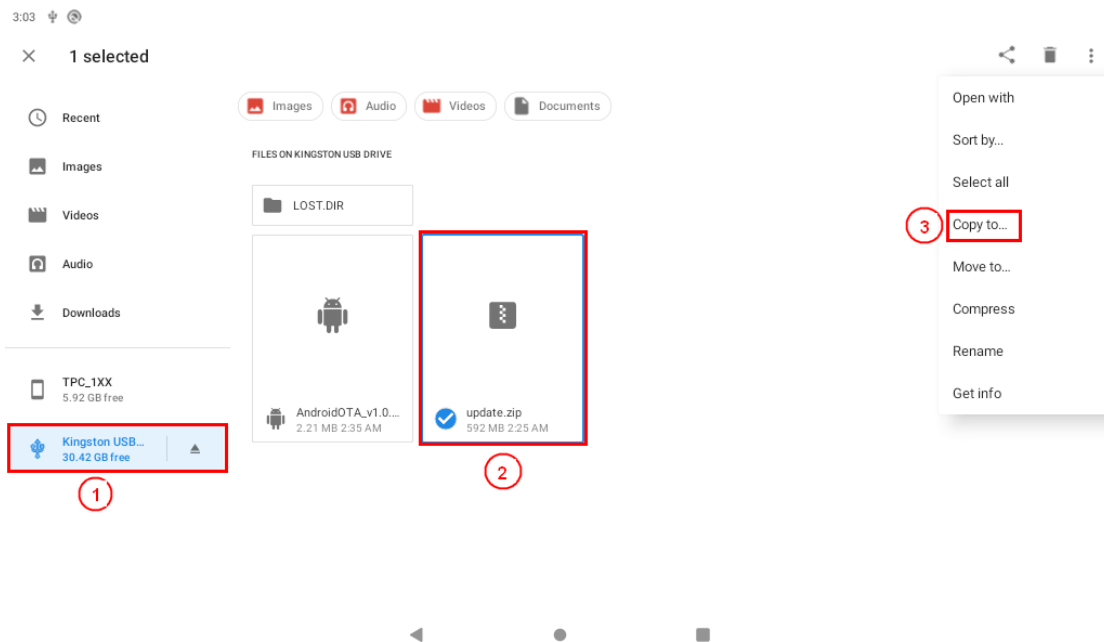 3:03
1 selected
Recent
Images
Videos
Audio
Downloads
TPC_1XX
5.92 GB free
Kingston USB...
30.42 GB free
1
Images
Audio
Videos
Documents
FILES ON KINGSTON USB DRIVE
LOST.DIR
AndroidOTA_v1.0....
2.21 MB 2:35 AM
update.zip
592 MB 2:25 AM
2
Open with
Sort by...
Select all
3
Copy to...
Move to...
Compress
Rename
Get info